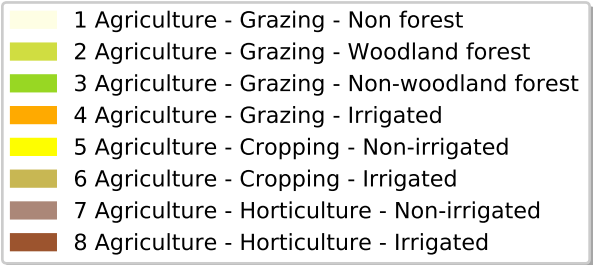 1 Agriculture - Grazing - Non forest
2 Agriculture - Grazing - Woodland forest
3 Agriculture - Grazing - Non-woodland forest
4 Agriculture - Grazing - Irrigated
5 Agriculture - Cropping - Non-irrigated
6 Agriculture - Cropping - Irrigated
7 Agriculture - Horticulture - Non-irrigated
8 Agriculture - Horticulture - Irrigated